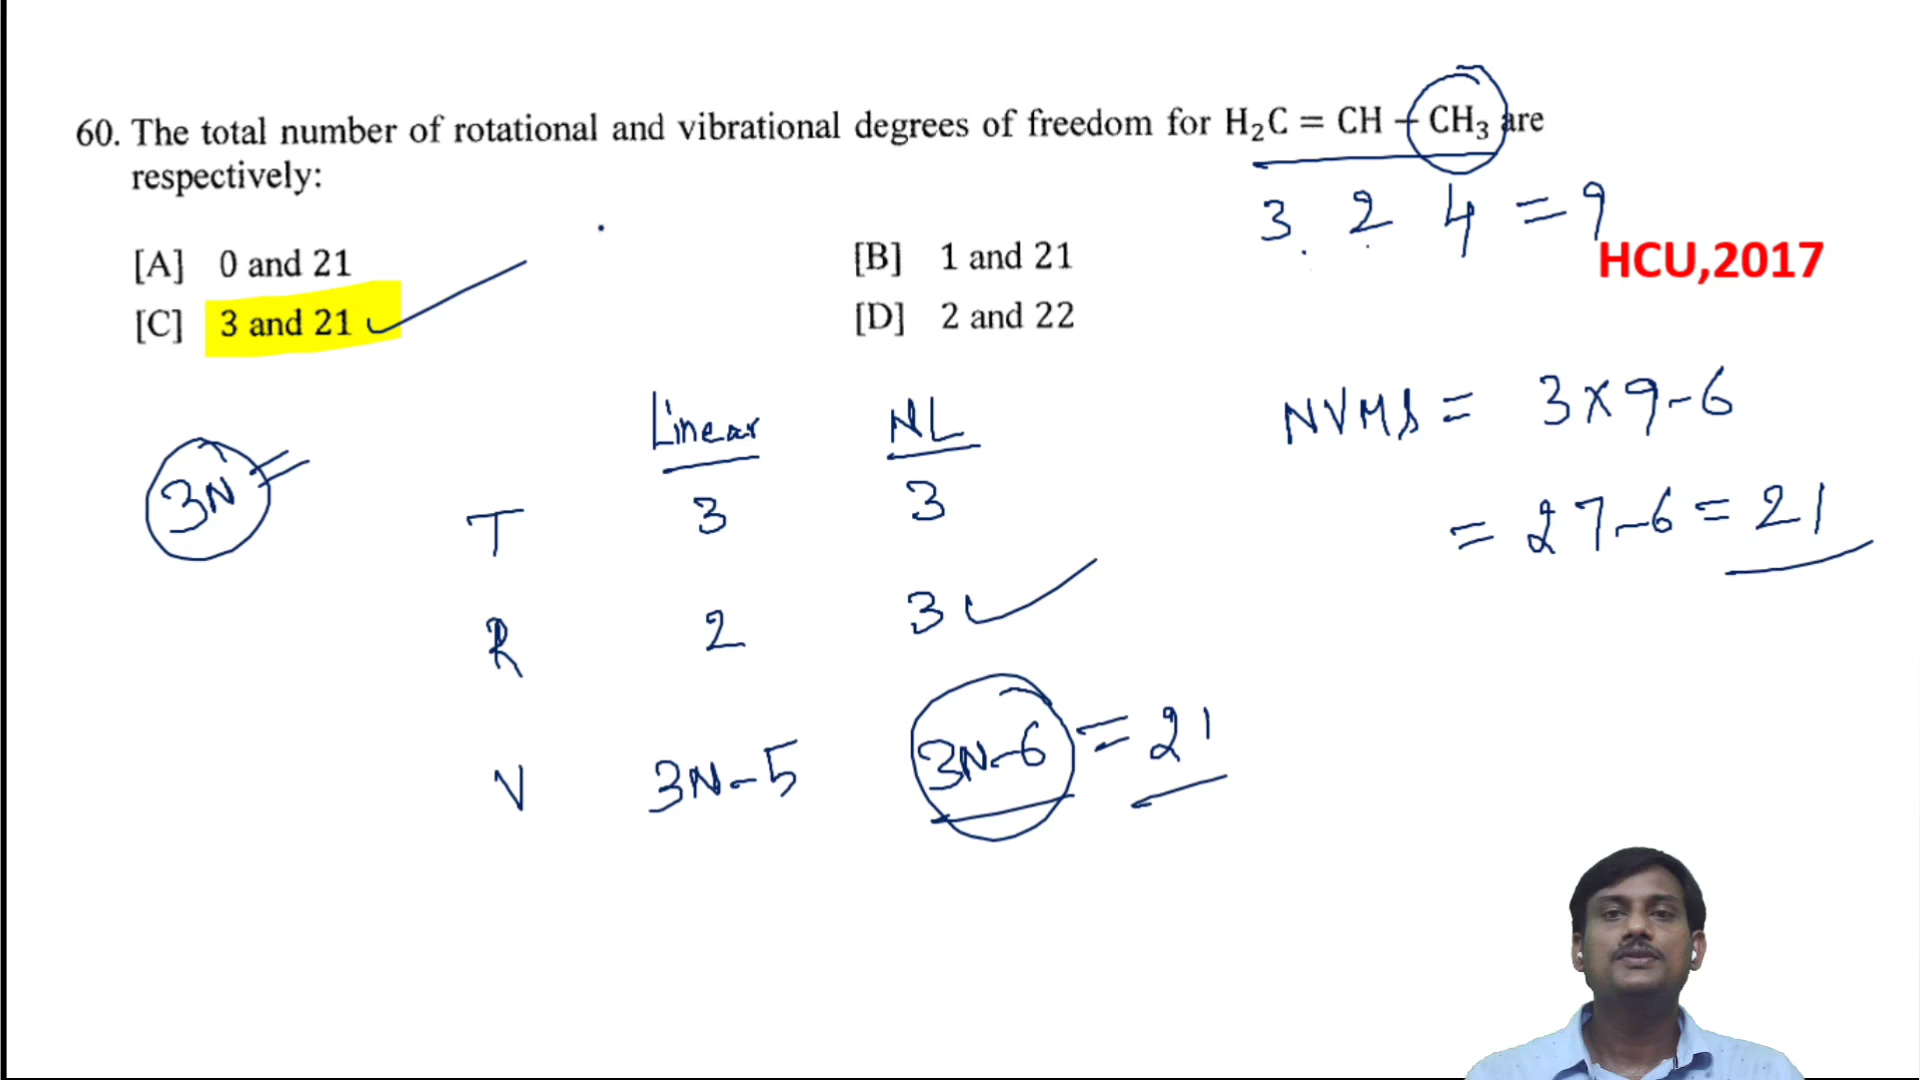 60. The total number of rotational and vibrational degrees of freedom for H₂C = CH – CH₃ are
respectively:
3 2 4 = 9
HCU,2017
[A] 0 and 21 [B] 1 and 21
[C] 3 and 21 [D] 2 and 22
Linear NL
NVMs = 3×9-6
3N =
T 3 3
= 27-6 = 21
R 2 3
V 3N-5 3N-6 = 21